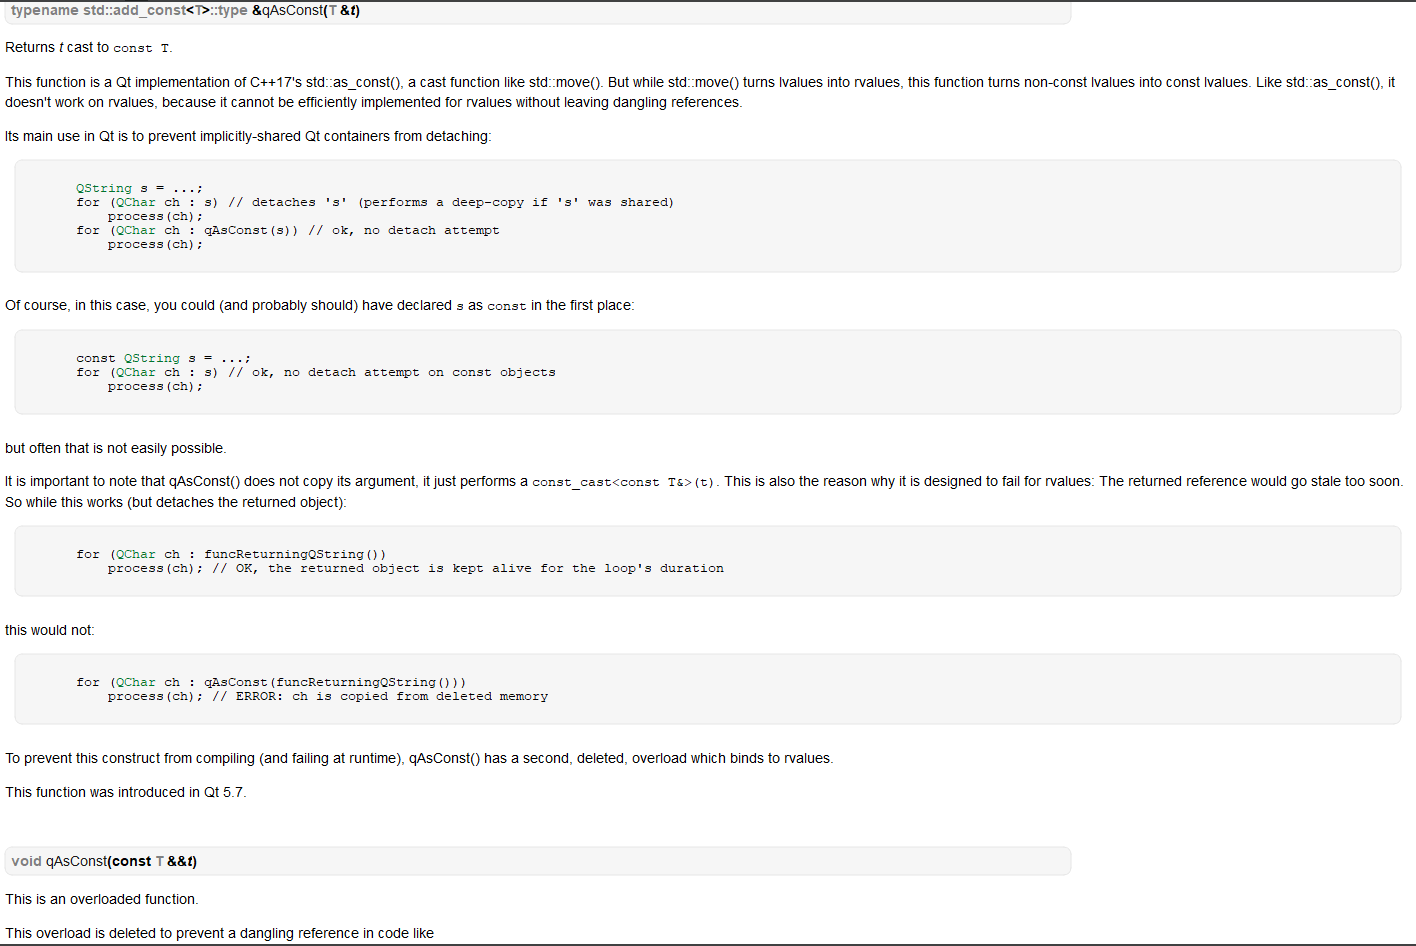 typename std::add_const<T>::type &qAsConst(T &t)
Returns t cast to const T.
This function is a Qt implementation of C++17's std::as_const(), a cast function like std::move(). But while std::move() turns lvalues into rvalues, this function turns non-const lvalues into const lvalues. Like std::as_const(), it
doesn't work on rvalues, because it cannot be efficiently implemented for rvalues without leaving dangling references.
Its main use in Qt is to prevent implicitly-shared Qt containers from detaching:
QString s = ...;
for (QChar ch : s) // detaches 's' (performs a deep-copy if 's' was shared)
    process(ch);
for (QChar ch : qAsConst(s)) // ok, no detach attempt
    process(ch);
Of course, in this case, you could (and probably should) have declared s as const in the first place:
const QString s = ...;
for (QChar ch : s) // ok, no detach attempt on const objects
    process(ch);
but often that is not easily possible.
It is important to note that qAsConst() does not copy its argument, it just performs a const_cast<const T&>(t). This is also the reason why it is designed to fail for rvalues: The returned reference would go stale too soon.
So while this works (but detaches the returned object):
for (QChar ch : funcReturningQString())
    process(ch); // OK, the returned object is kept alive for the loop's duration
this would not:
for (QChar ch : qAsConst(funcReturningQString()))
    process(ch); // ERROR: ch is copied from deleted memory
To prevent this construct from compiling (and failing at runtime), qAsConst() has a second, deleted, overload which binds to rvalues.
This function was introduced in Qt 5.7.
void qAsConst(const T &&t)
This is an overloaded function.
This overload is deleted to prevent a dangling reference in code like